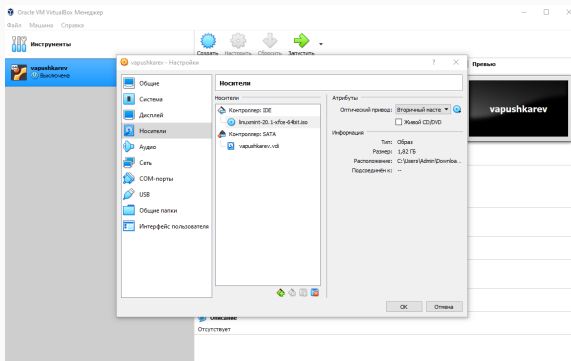 Oracle VM VirtualBox Менеджер
Файл Машина Справка
Инструменты
Создать Настроить Сбросить Запустить
vapushkarev
Выключена
Превью
vapushkarev
vapushkarev - Настройки
Общие
Система
Дисплей
Носители
Аудио
Сеть
COM-порты
USB
Общие папки
Интерфейс пользователя
Носители
Носители
Контроллер: IDE
linuxmint-20.1-xfce-64bit.iso
Контроллер: SATA
vapushkarev.vdi
Атрибуты
Оптический привод: Вторичный масте
Живой CD/DVD
Информация
Тип: Образ
Размер: 1,82 ГБ
Расположение: C:\Users\Admin\Downloa...
Подсоединён к: --
OK Отмена
Описание
Отсутствует